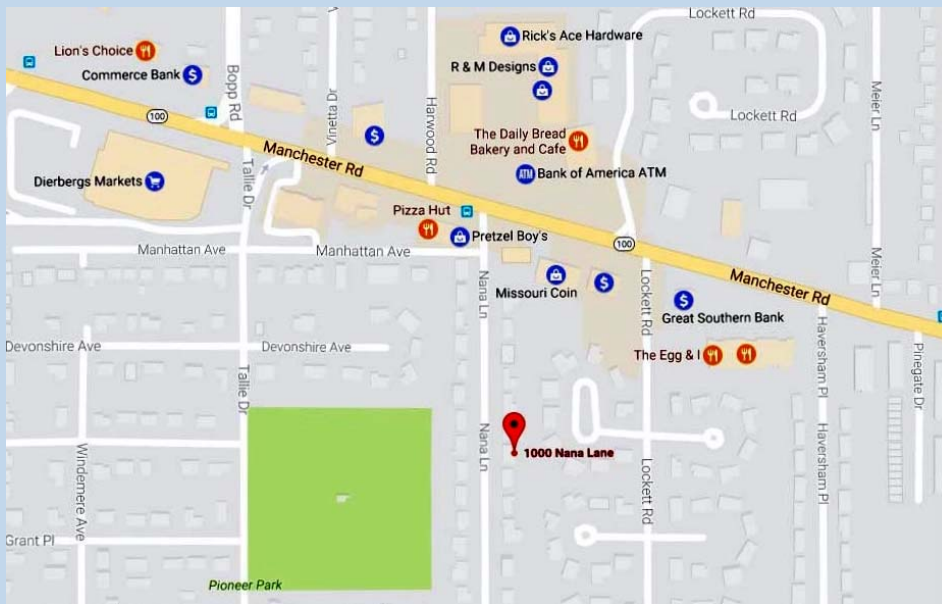 Lockett Rd
Rick's Ace Hardware
Lion's Choice
Commerce Bank
$
R & M Designs
Bopp Rd
Vinetta Dr
Harwood Rd
Meier Ln
100
Lockett Rd
The Daily Bread
Bakery and Cafe
$
Manchester Rd
Dierbergs Markets
Tallie Dr
ATM
Bank of America ATM
Pizza Hut
Pretzel Boy's
Manhattan Ave
Manhattan Ave
100
Meier Ln
Nana Ln
Missouri Coin
$
Lockett Rd
Manchester Rd
$
Great Southern Bank
Devonshire Ave
Devonshire Ave
The Egg & I
Haversham Pl
Pinegate Dr
Tallie Dr
Windemere Ave
Nana Ln
1000 Nana Lane
Lockett Rd
Haversham Pl
Grant Pl
Pioneer Park